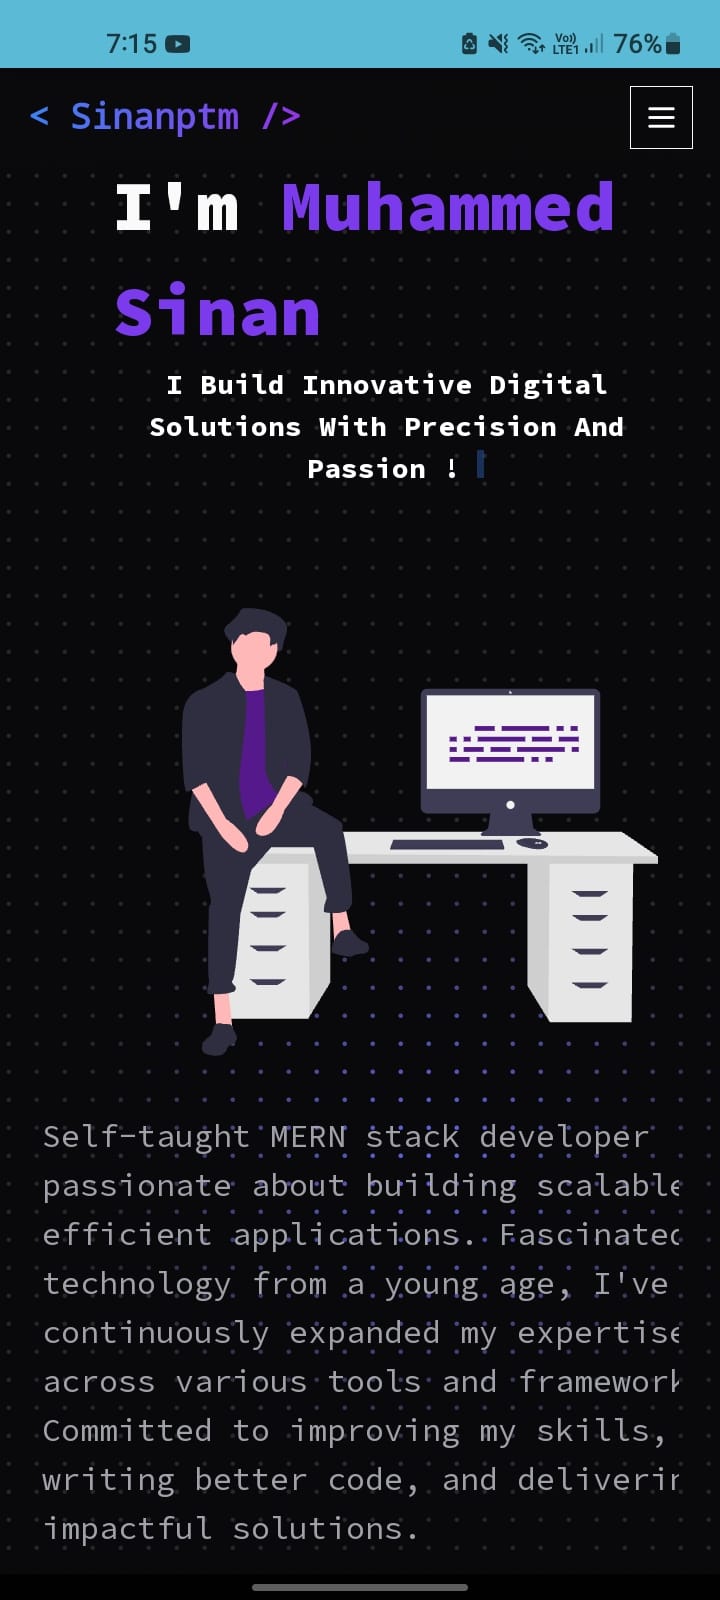 7:15
Vo))
LTE1
76%
< Sinanptm />
I'm Muhammed
Sinan
I Build Innovative Digital
Solutions With Precision And
Passion !
Self-taught MERN stack developer
passionate about building scalable
efficient applications. Fascinated
technology from a young age, I've
continuously expanded my expertise
across various tools and framework
Committed to improving my skills,
writing better code, and deliverin
impactful solutions.